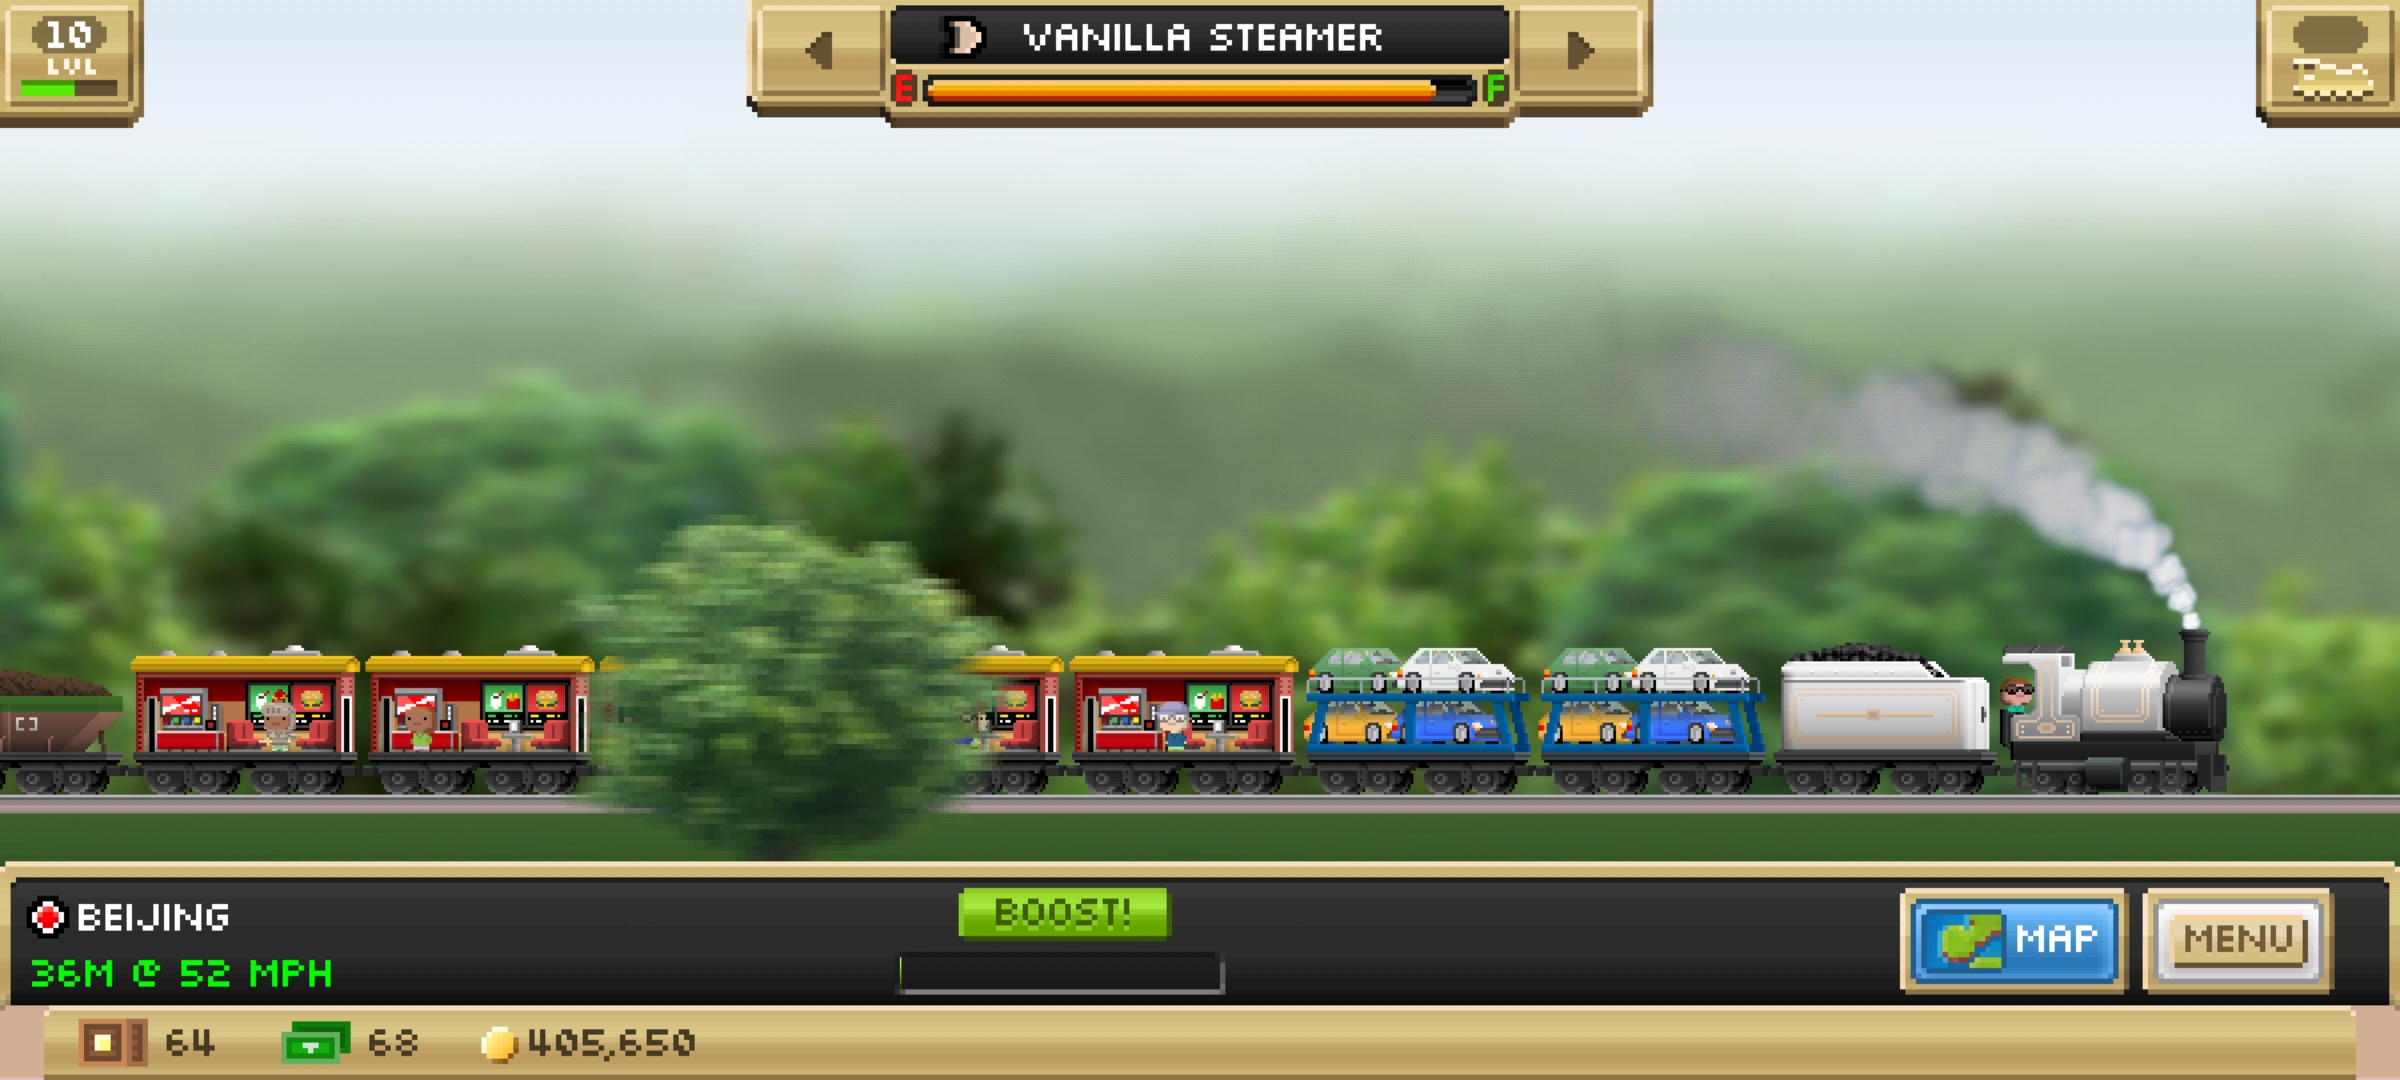 10
LVL
VANILLA STEAMER
E
F
BEIJING
36M @ 52 MPH
BOOST!
MAP
MENU
64
68
405,650